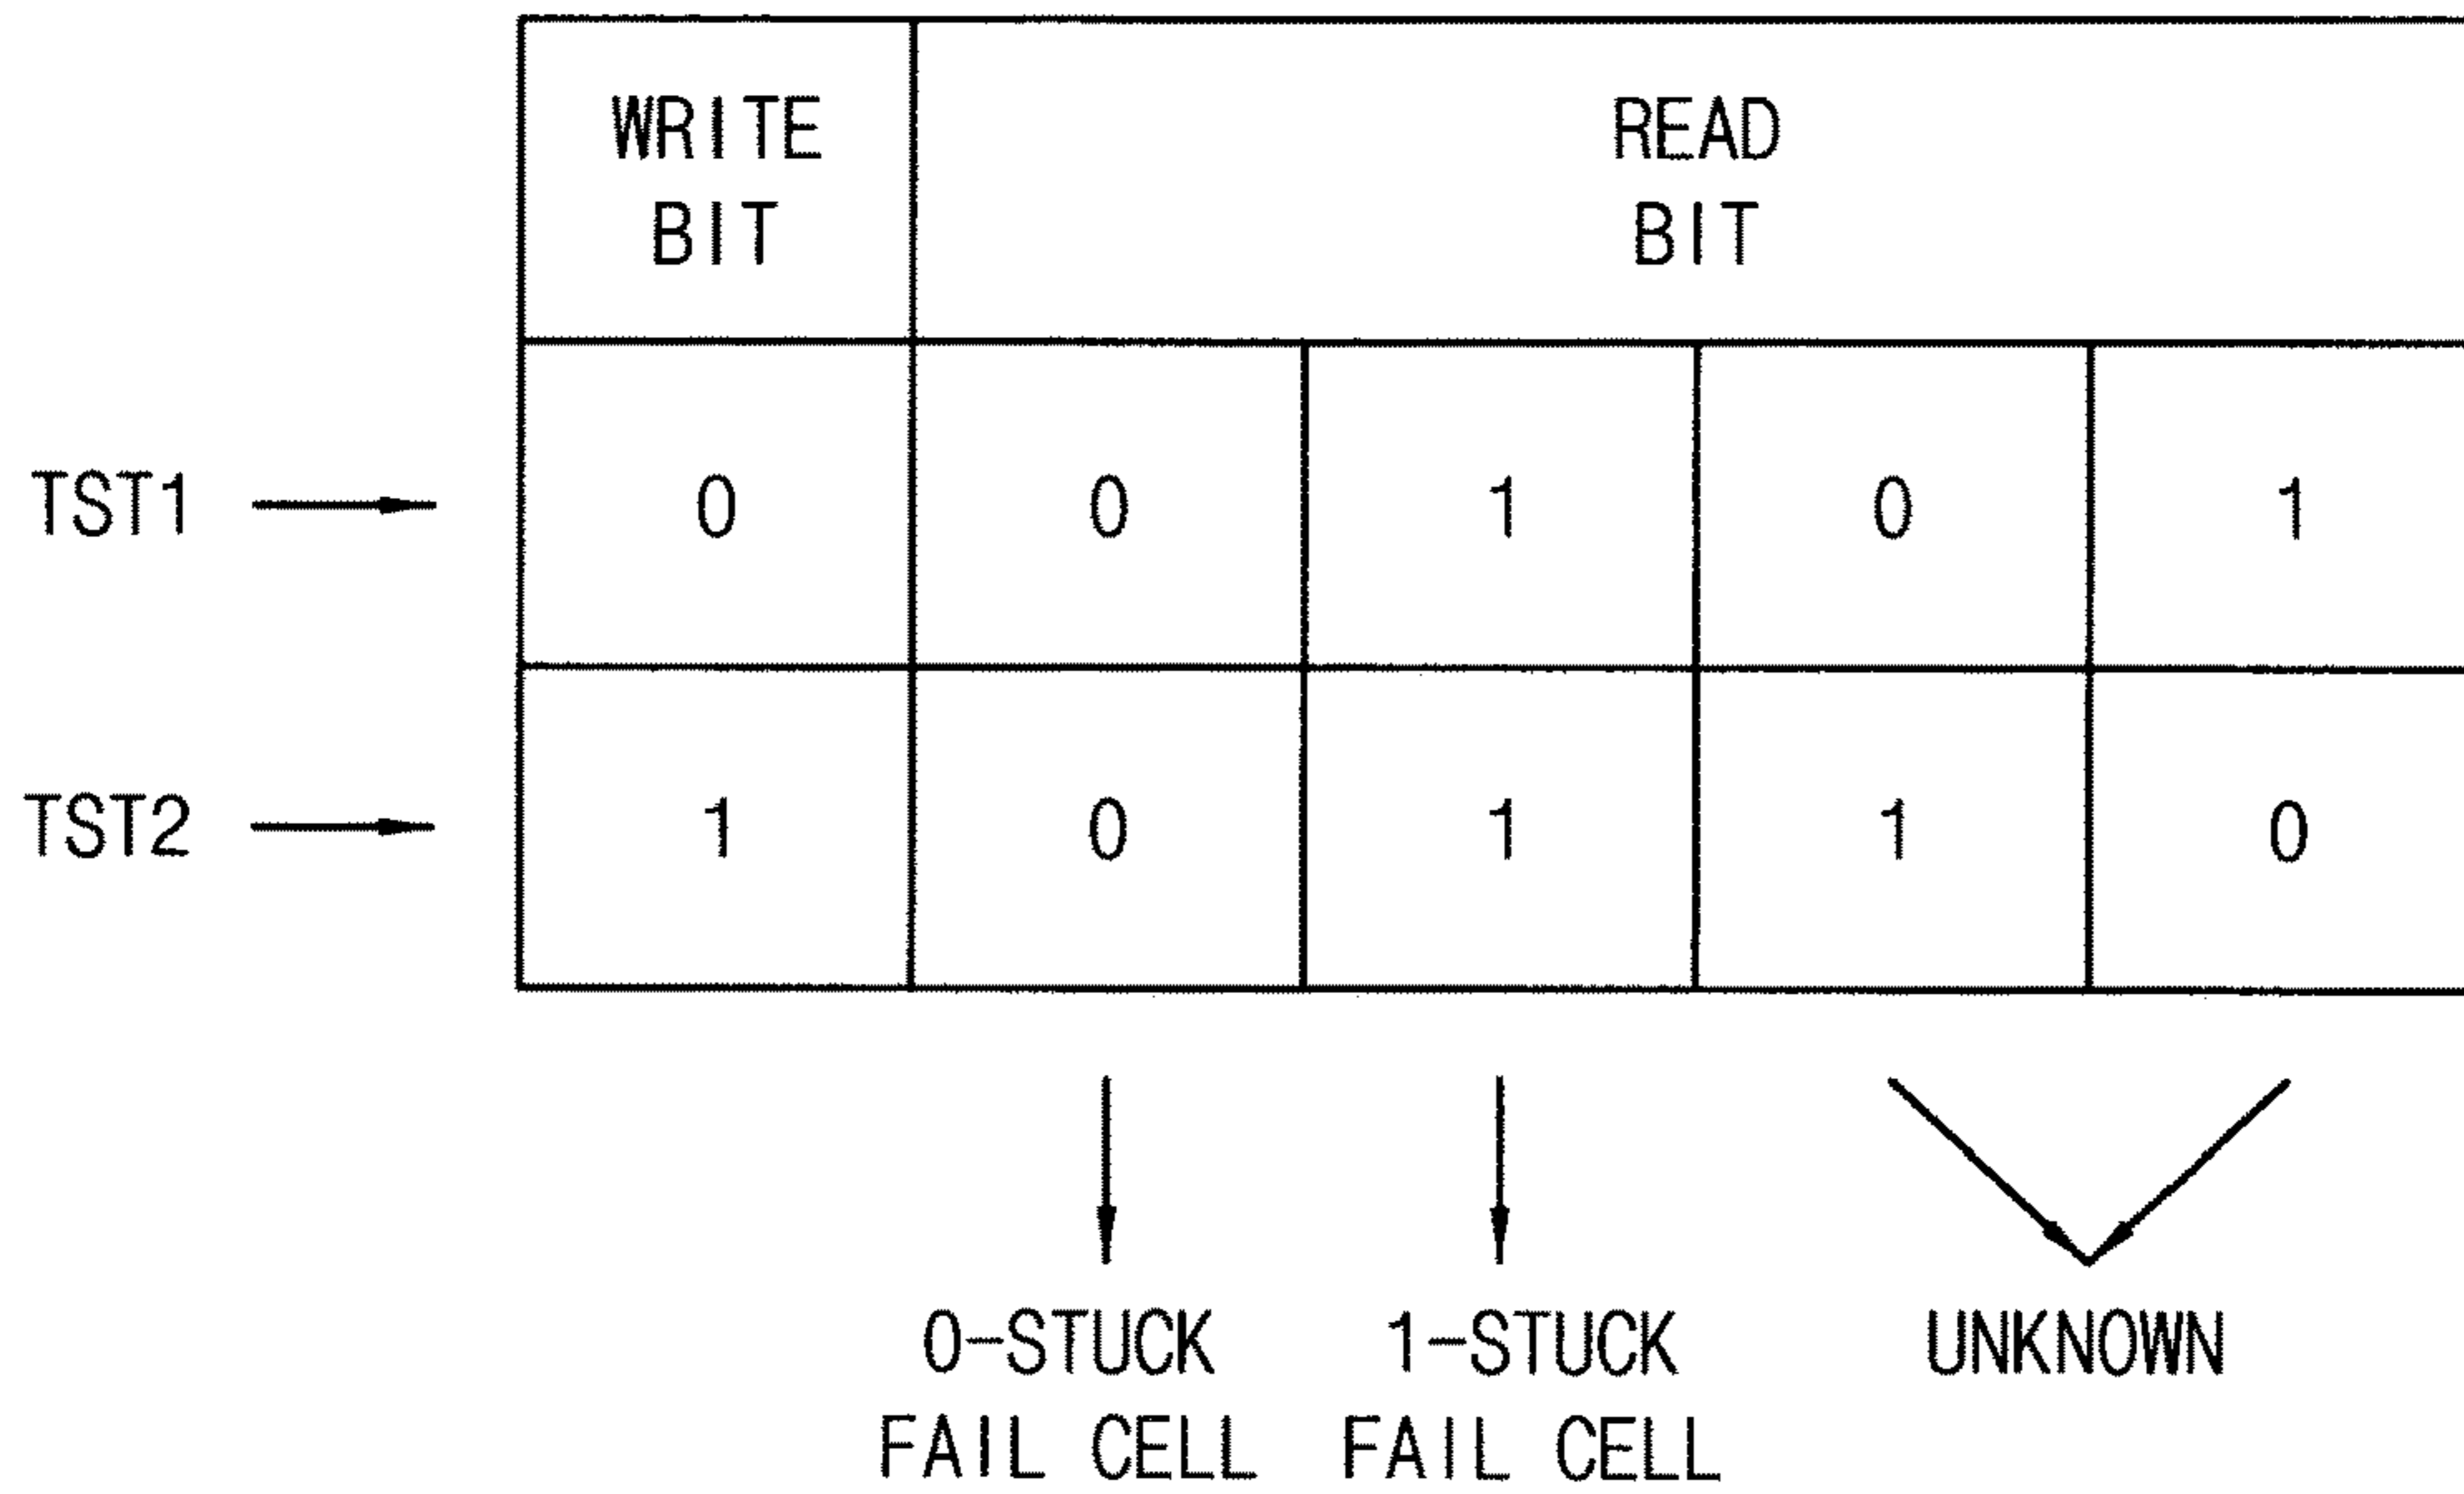 WRITE BIT READ BIT
TST1 0 0 1 0 1
TST2 1 0 1 1 0
0-STUCK FAIL CELL 1-STUCK FAIL CELL UNKNOWN